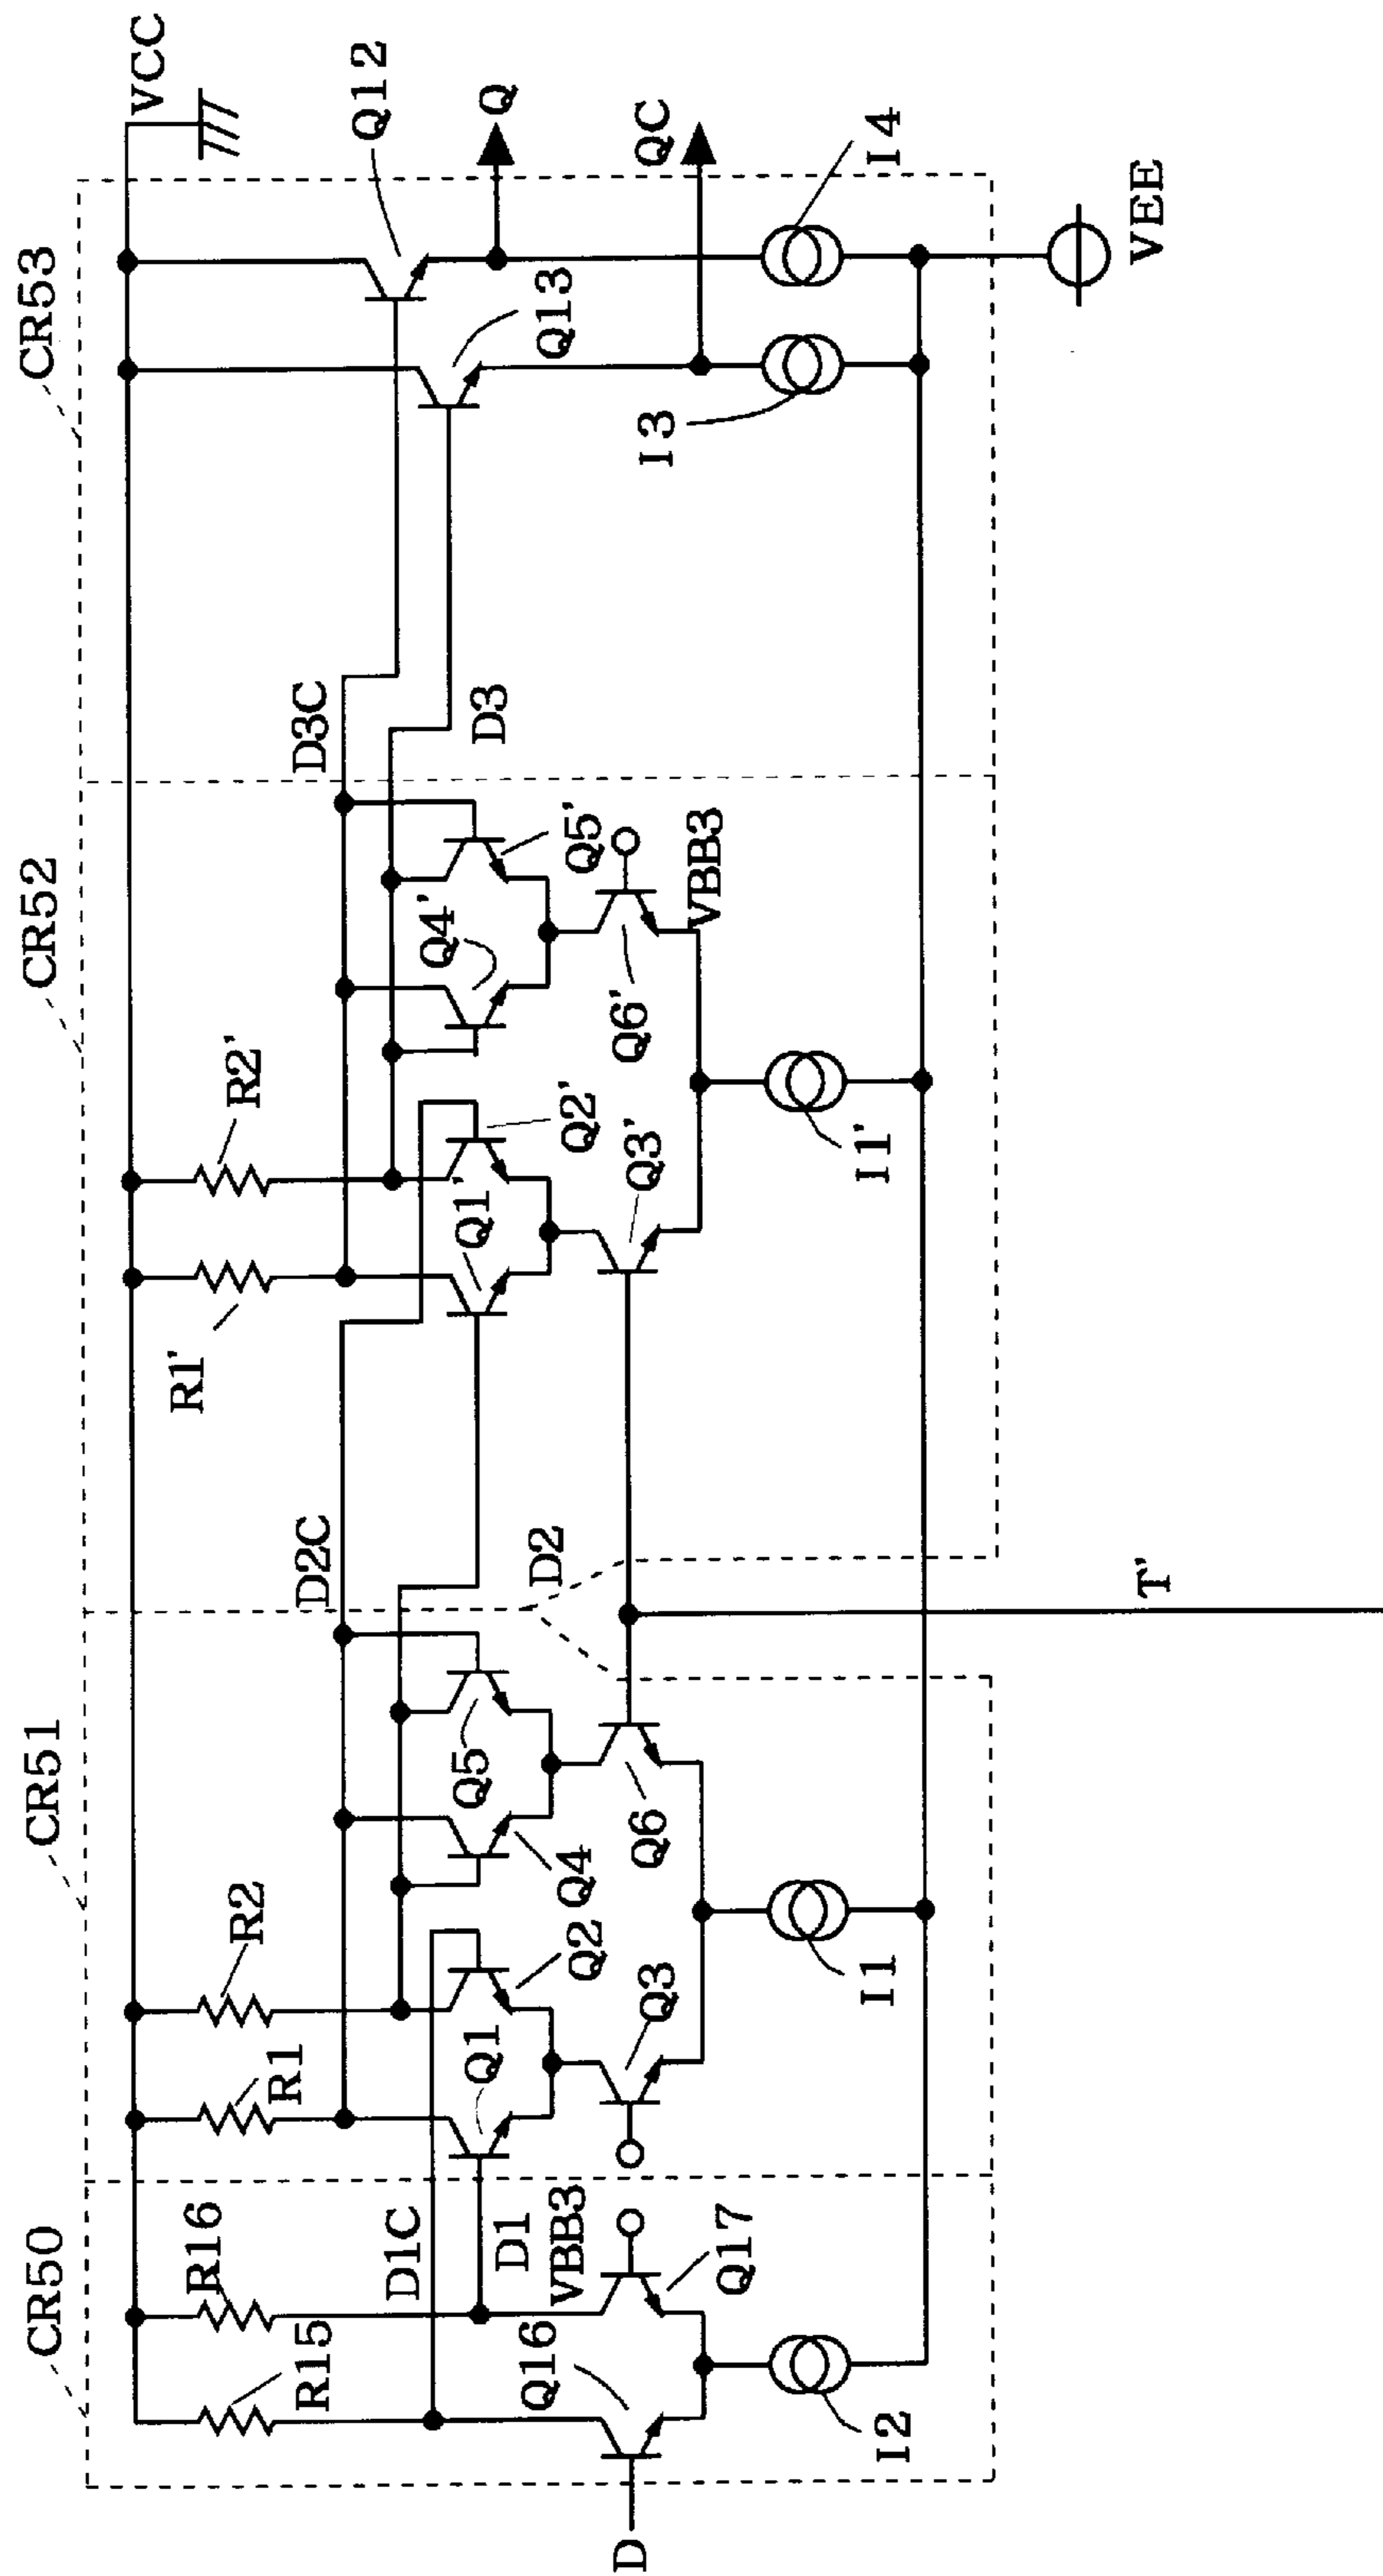 CR50
CR51
CR52
CR53
VCC
R15
R16
R1
R2
R1'
R2'
D1C
D1
VBB3
D2C
D2
D3C
D3
D
Q16
Q17
Q1
Q2
Q3
Q4
Q5
Q6
Q1'
Q2'
Q3'
Q4'
Q5'
Q6'
VBB3
Q12
Q13
Q
QC
I2
I1
I1'
I3
I4
T'
VEE